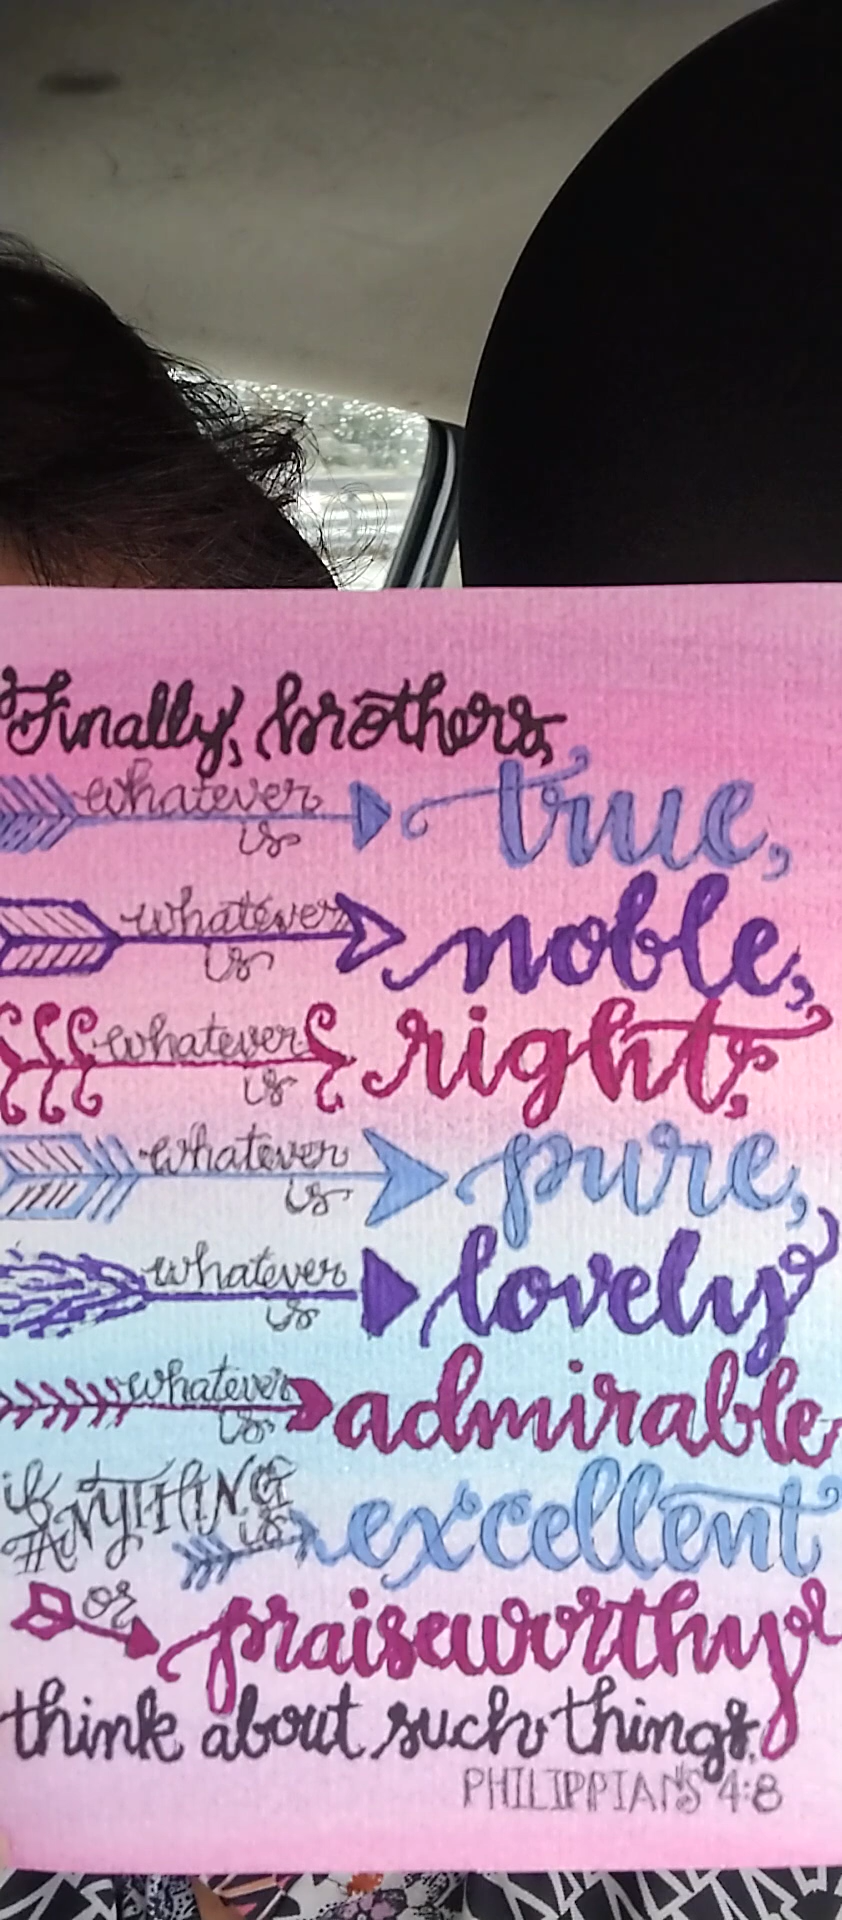 Finally, brothers,
whatever is true,
whatever is noble,
whatever is right,
whatever is pure,
whatever is lovely
whatever is admirable
if ANYTHING is excellent
or praiseworthy
think about such things.
PHILIPPIANS 4:8